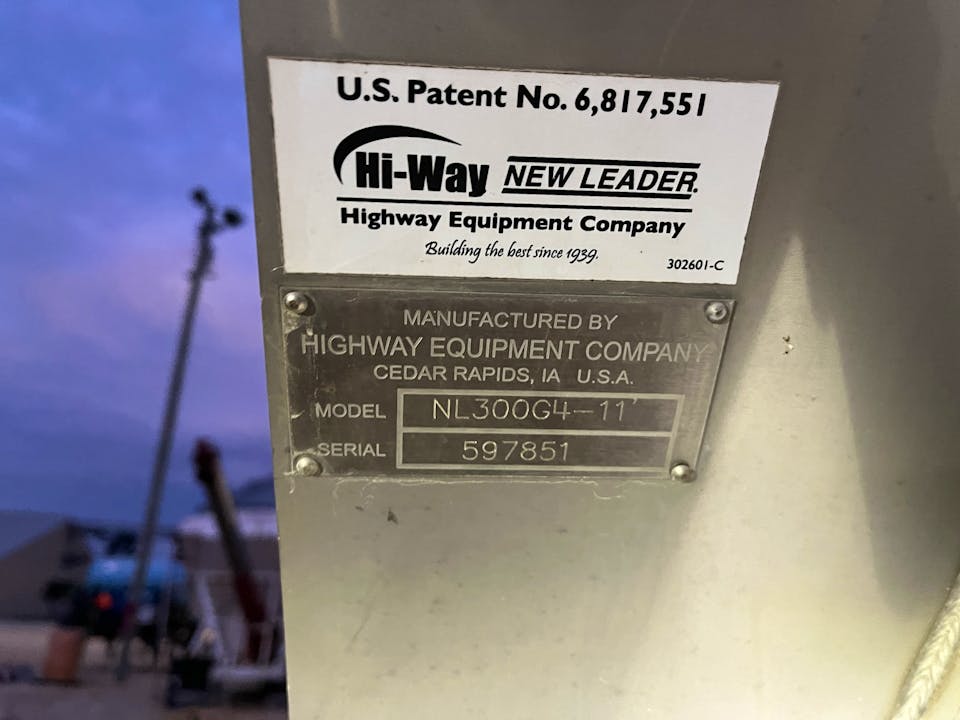 U.S. Patent No. 6,817,551
Hi-Way NEW LEADER.
Highway Equipment Company
Building the best since 1939.
302601-C
MANUFACTURED BY
HIGHWAY EQUIPMENT COMPANY
CEDAR RAPIDS, IA U.S.A.
MODEL NL300G4-11'
SERIAL 597851